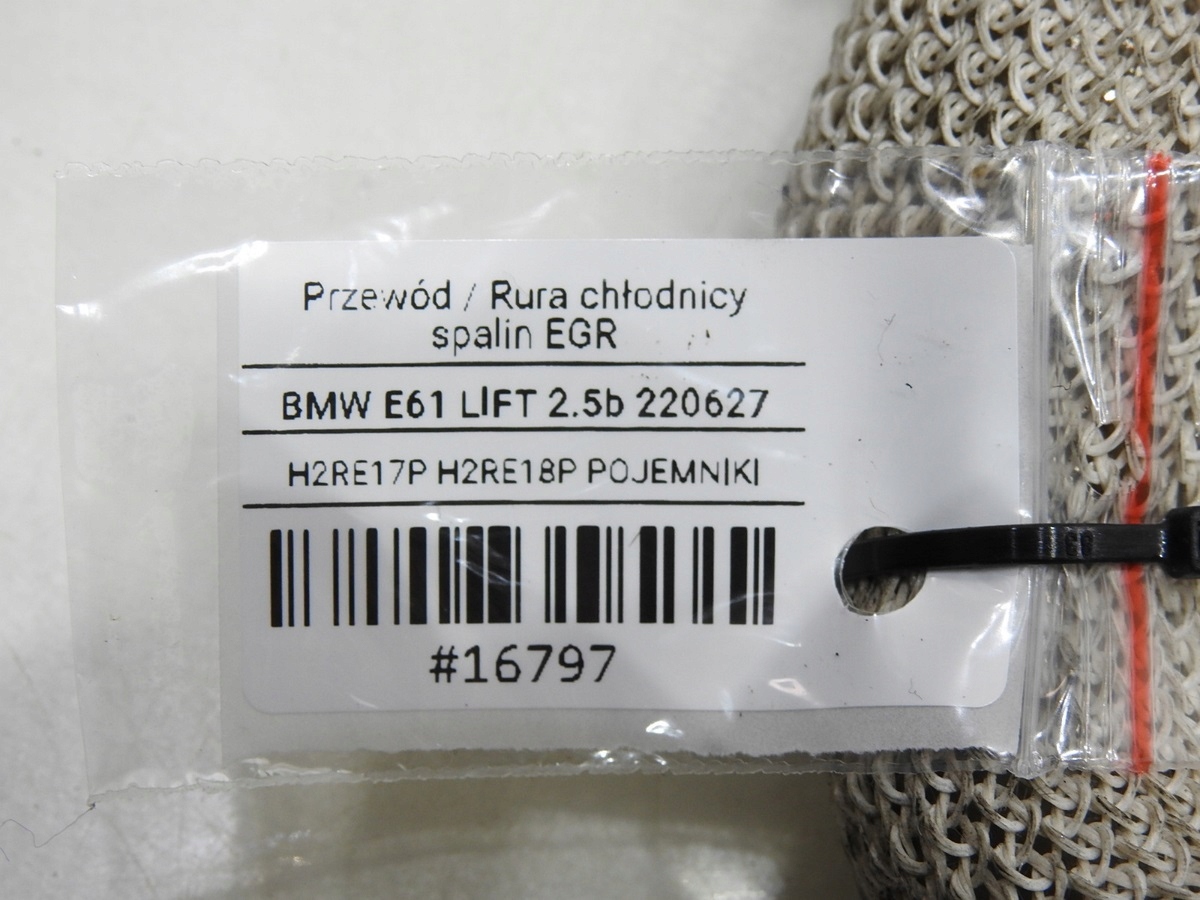 Przewód / Rura chłodnicy
spalin EGR
BMW E61 LIFT 2.5b 220627
H2RE17P H2RE18P POJEMNIKI
#16797